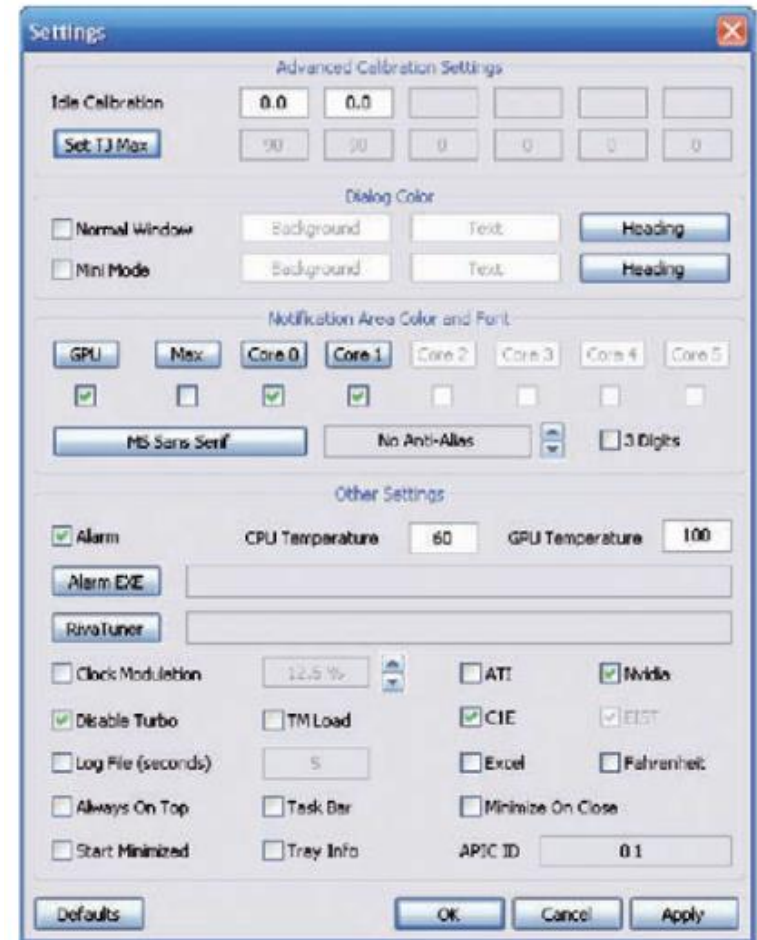 Settings
Advanced Calibration Settings
Idle Calibration 0.0 0.0
Set TJ Max 90 90 0 0 0 0
Dialog Color
Normal Window Background Text Heading
Mini Mode Background Text Heading
Notification Area Color and Font
GPU Max Core 0 Core 1 Core 2 Core 3 Core 4 Core 5
MS Sans Serif No Anti-Alias 3 Digits
Other Settings
Alarm CPU Temperature 60 GPU Temperature 100
Alarm EXE
RivaTuner
Clock Modulation 12.5 % ATI Nvidia
Disable Turbo TM Load C1E EIST
Log File (seconds) 5 Excel Fahrenheit
Always On Top Task Bar Minimize On Close
Start Minimized Tray Info APIC ID 01
Defaults OK Cancel Apply